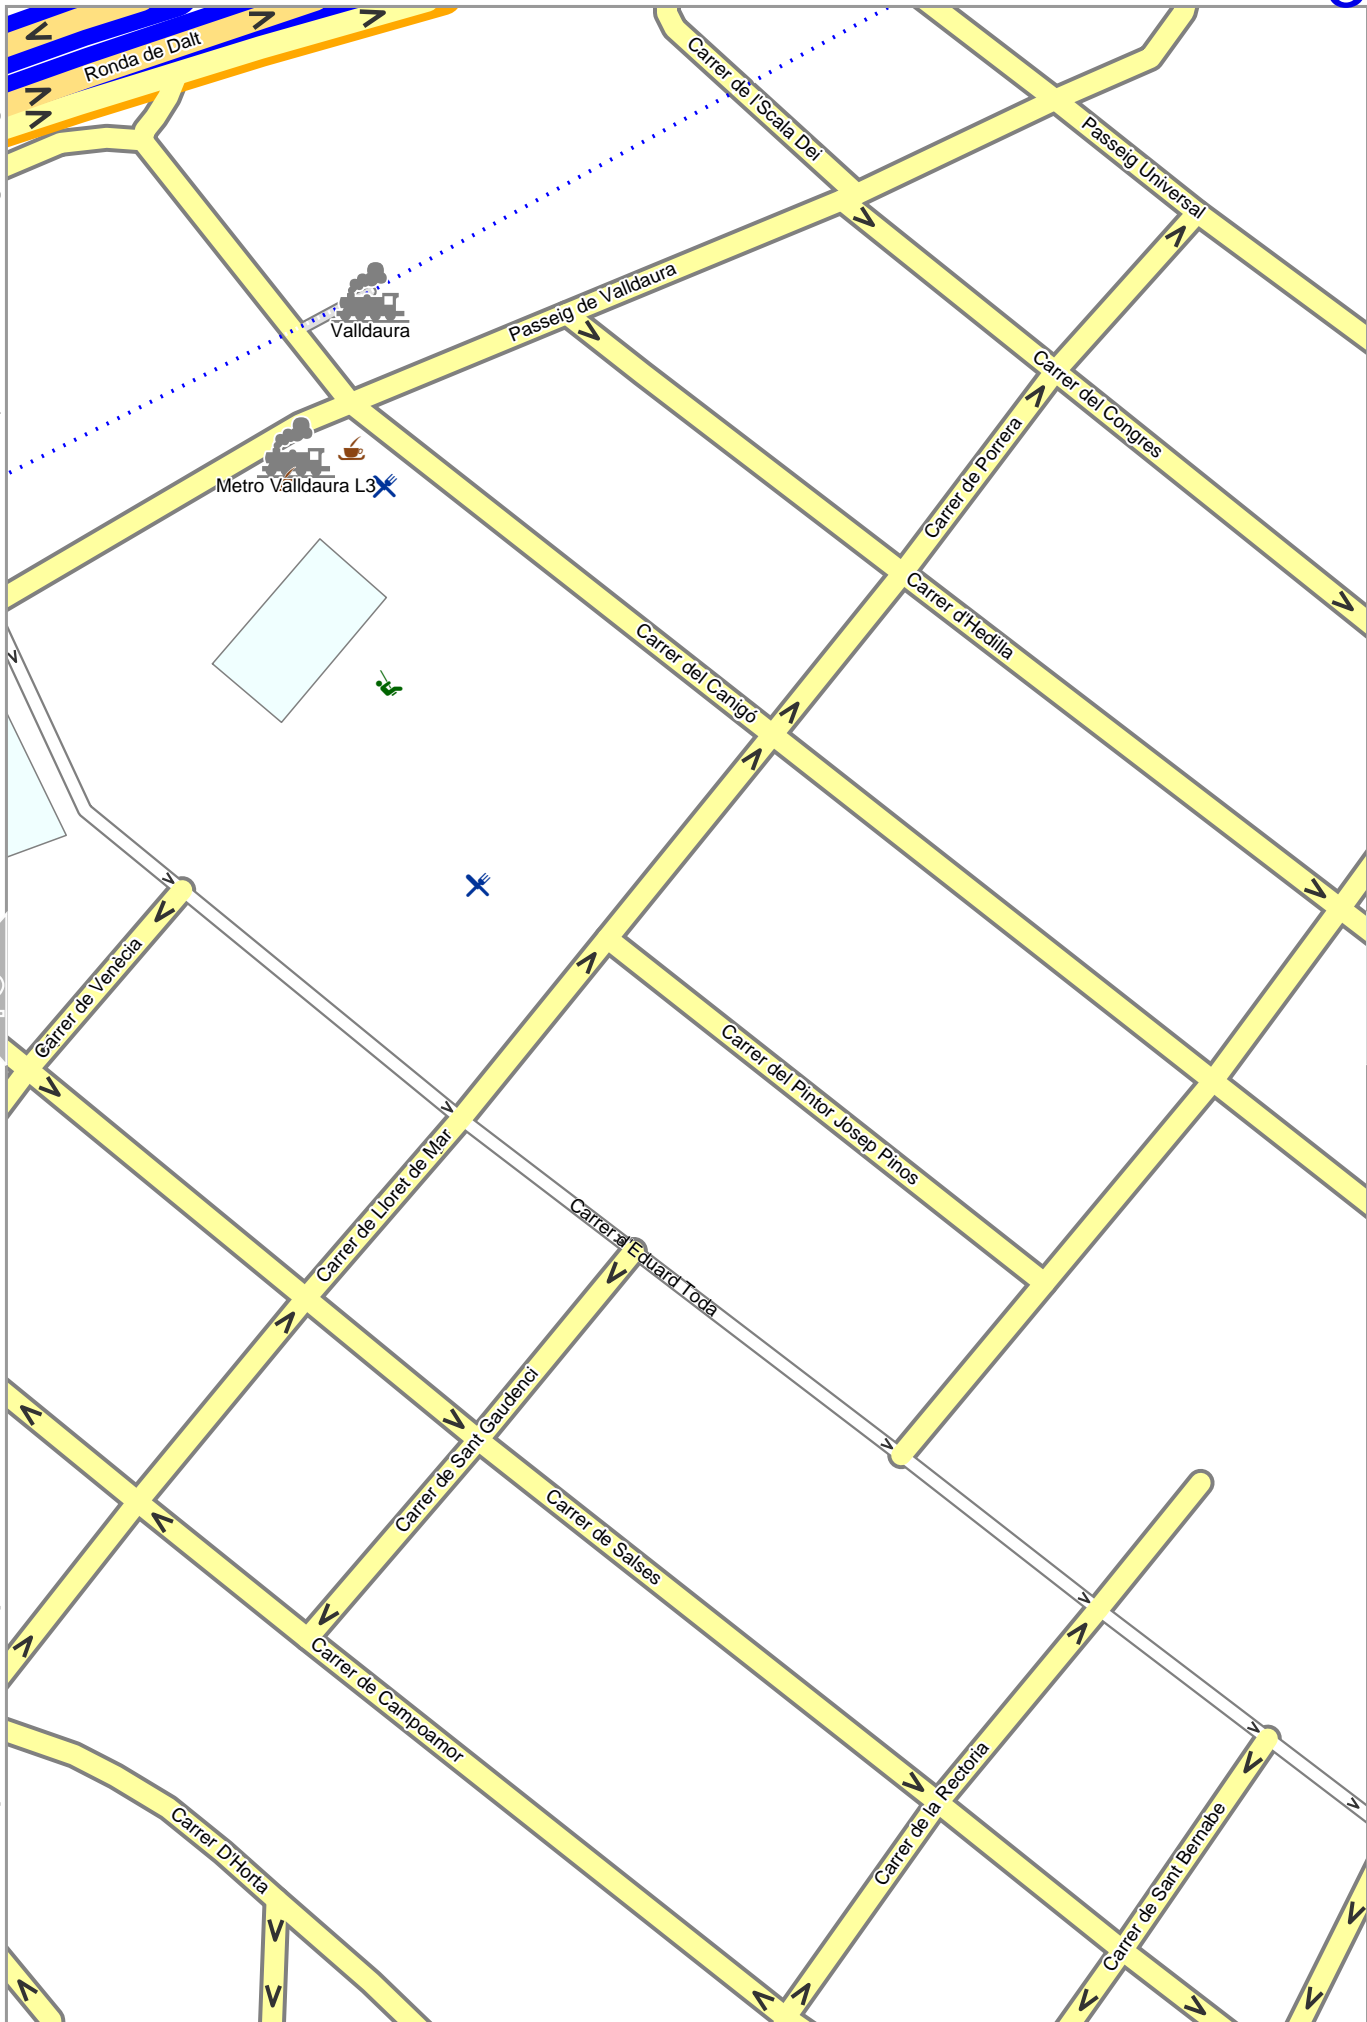 Ronda de Dalt
Carrer de l'Scala Dei
Passeig Universal
Passeig de Valldaura
Valldaura
Carrer del Congres
Carrer de Porrera
Metro Valldaura L3
Carrer d'Hedilla
Carrer del Canigó
Carrer de Venècia
Carrer del Pintor Josep Pinos
Carrer de Lloret de Mar
Carrer d'Eduard Toda
Carrer de Sant Gaudenci
Carrer de Salses
Carrer de Campoamor
Carrer de la Rectoria
Carrer de Sant Bernabe
Carrer D'Horta